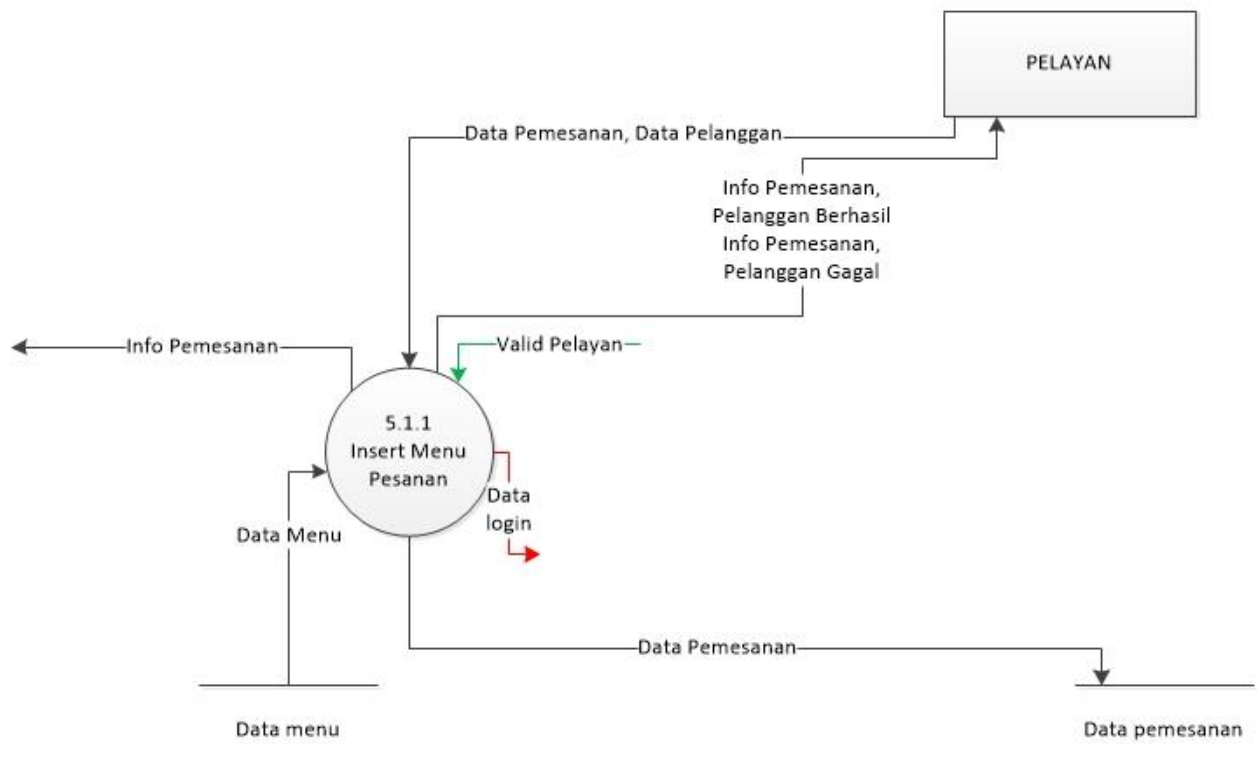 PELAYAN
Data Pemesanan, Data Pelanggan
Info Pemesanan,
Pelanggan Berhasil
Info Pemesanan,
Pelanggan Gagal
Info Pemesanan
Valid Pelayan
5.1.1
Insert Menu
Pesanan
Data
login
Data Menu
Data Pemesanan
Data menu
Data pemesanan